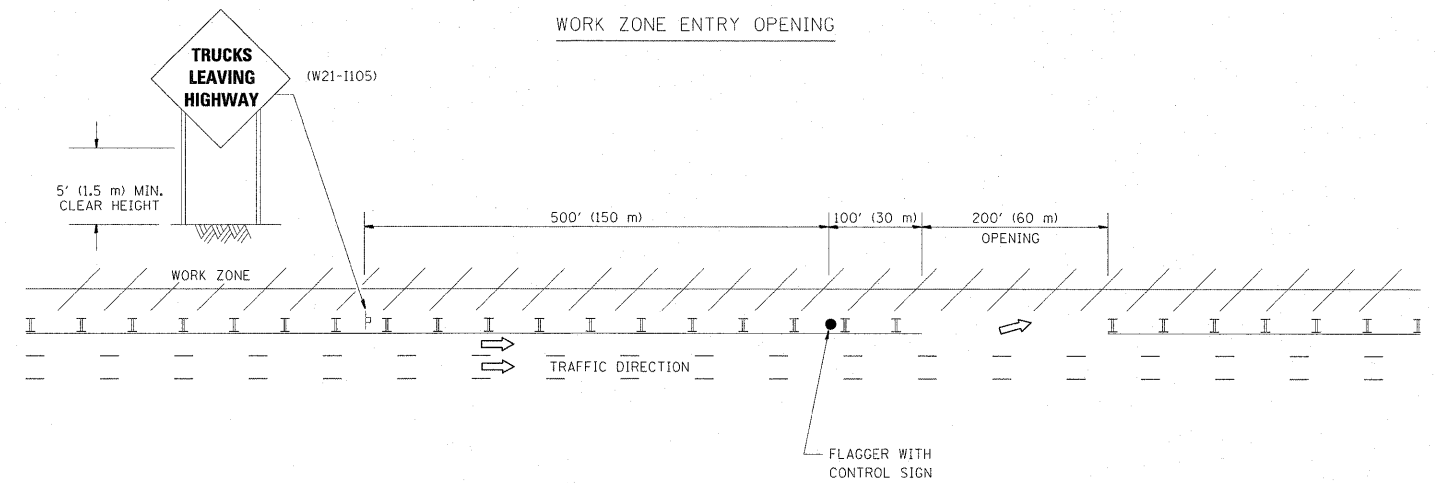 WORK ZONE ENTRY OPENING
TRUCKS
LEAVING
HIGHWAY
(W21-I105)
5' (1.5 m) MIN.
CLEAR HEIGHT
500' (150 m)
100' (30 m)
200' (60 m)
OPENING
WORK ZONE
TRAFFIC DIRECTION
FLAGGER WITH
CONTROL SIGN